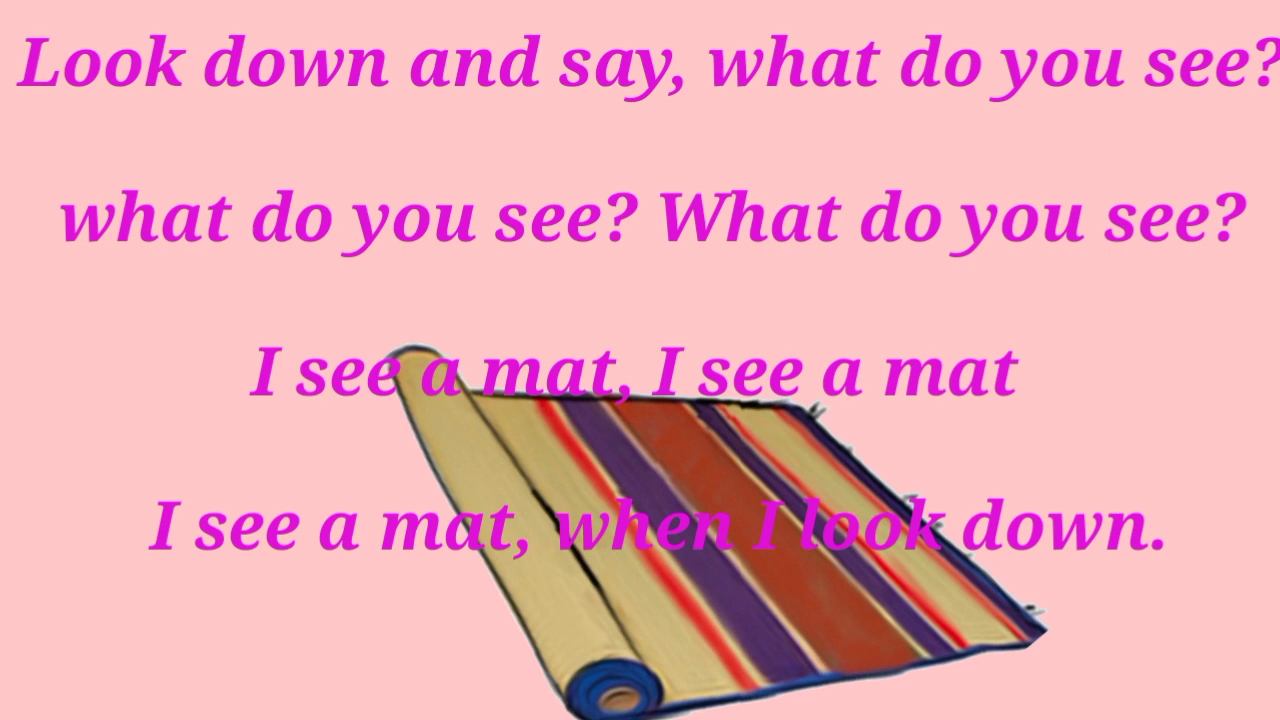 Look down and say, what do you see?
what do you see? What do you see?
I see a mat, I see a mat
I see a mat, when I look down.